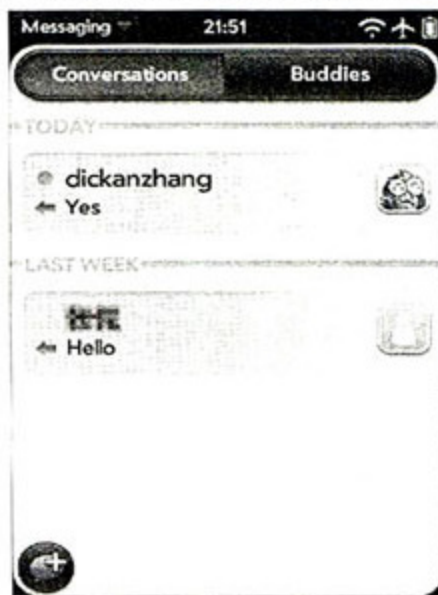 Messaging
21:51
Conversations
Buddies
TODAY
dickanzhang
Yes
LAST WEEK
Hello